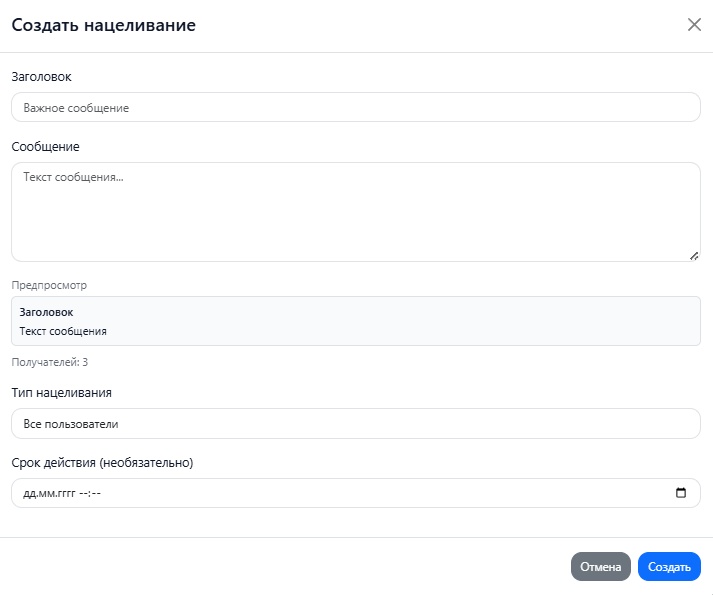 Создать нацеливание
Заголовок
Важное сообщение
Сообщение
Текст сообщения...
Предпросмотр
Заголовок
Текст сообщения
Получателей: 3
Тип нацеливания
Все пользователи
Срок действия (необязательно)
дд.мм.гггг --:--
Отмена
Создать